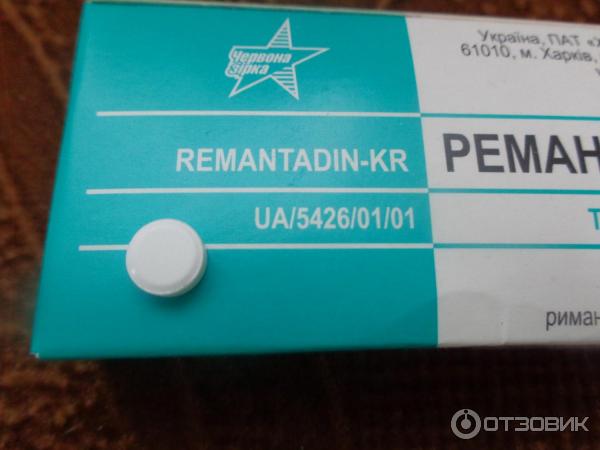 Червона
Зірка
Україна, ПАТ «Х
61010, м. Харків,
REMANTADIN-KR
РЕМАН
UA/5426/01/01
Т
риман
ОТЗОВИК